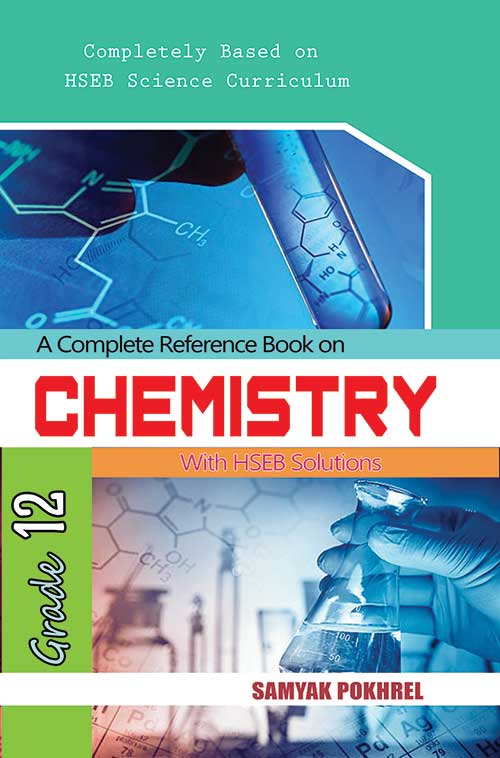 Completely Based on
HSEB Science Curriculum
A Complete Reference Book on
CHEMISTRY
With HSEB Solutions
Grade 12
SAMYAK POKHREL